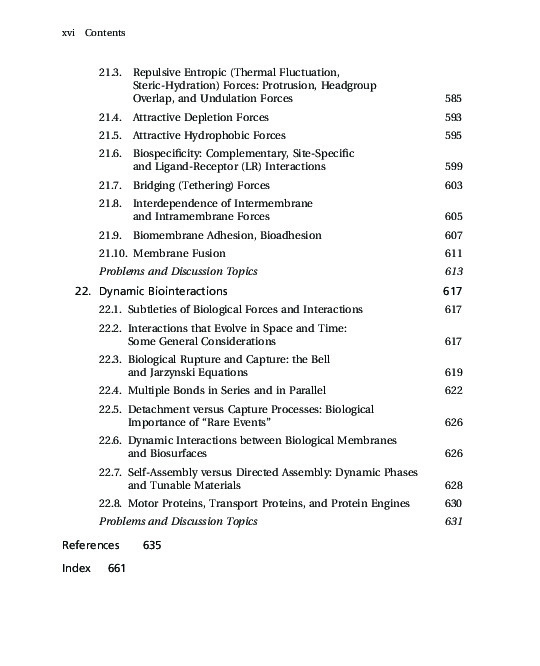 xvi Contents
21.3. Repulsive Entropic (Thermal Fluctuation,
Steric-Hydration) Forces: Protrusion, Headgroup
Overlap, and Undulation Forces 585
21.4. Attractive Depletion Forces 593
21.5. Attractive Hydrophobic Forces 595
21.6. Biospecificity: Complementary, Site-Specific
and Ligand-Receptor (LR) Interactions 599
21.7. Bridging (Tethering) Forces 603
21.8. Interdependence of Intermembrane
and Intramembrane Forces 605
21.9. Biomembrane Adhesion, Bioadhesion 607
21.10. Membrane Fusion 611
Problems and Discussion Topics 613
22. Dynamic Biointeractions 617
22.1. Subtleties of Biological Forces and Interactions 617
22.2. Interactions that Evolve in Space and Time:
Some General Considerations 617
22.3. Biological Rupture and Capture: the Bell
and Jarzynski Equations 619
22.4. Multiple Bonds in Series and in Parallel 622
22.5. Detachment versus Capture Processes: Biological
Importance of “Rare Events” 626
22.6. Dynamic Interactions between Biological Membranes
and Biosurfaces 626
22.7. Self-Assembly versus Directed Assembly: Dynamic Phases
and Tunable Materials 628
22.8. Motor Proteins, Transport Proteins, and Protein Engines 630
Problems and Discussion Topics 631
References 635
Index 661